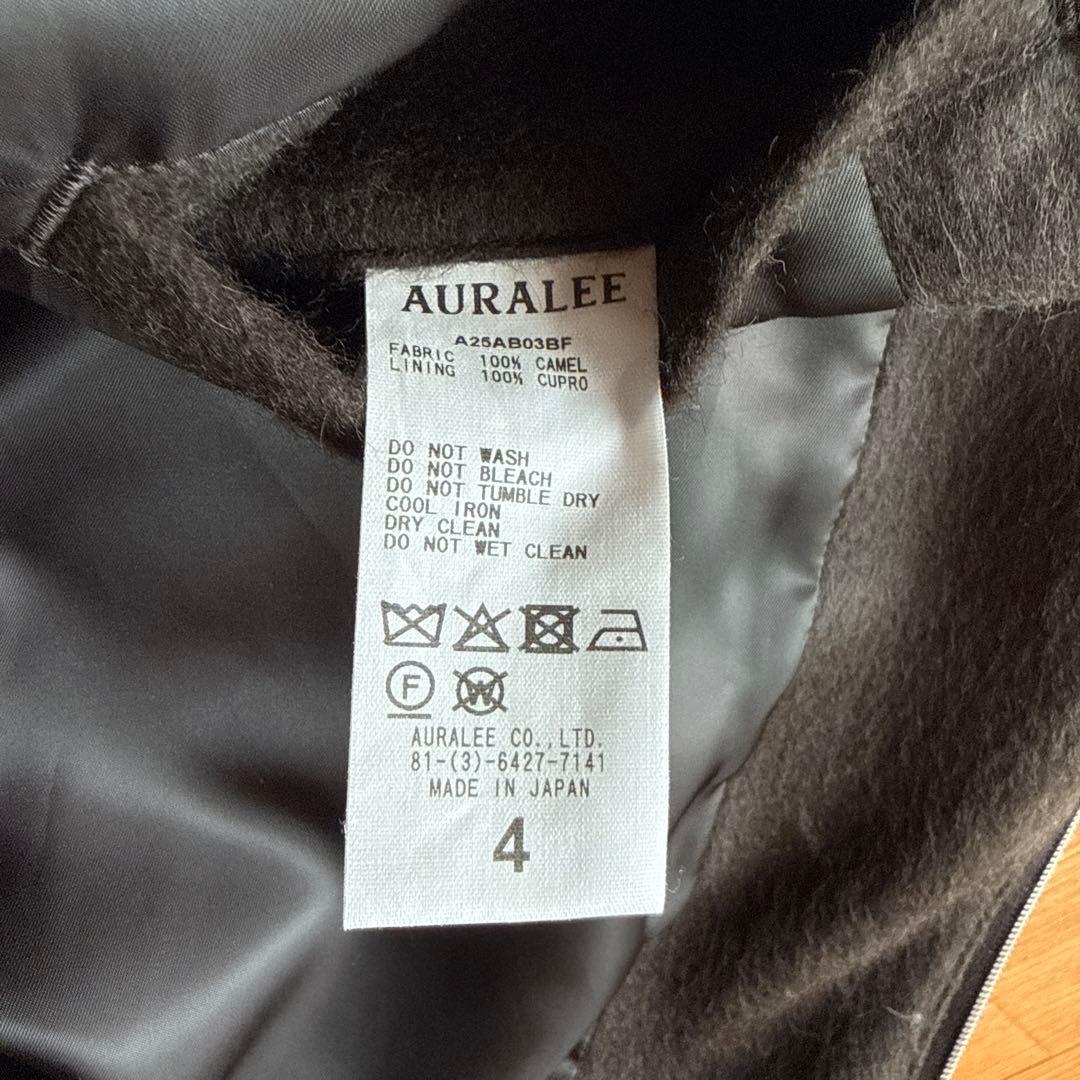 AURALEE
A25AB03BF
FABRIC 100% CAMEL
LINING 100% CUPRO
DO NOT WASH
DO NOT BLEACH
DO NOT TUMBLE DRY
COOL IRON
DRY CLEAN
DO NOT WET CLEAN
F W
AURALEE CO.,LTD.
81-(3)-6427-7141
MADE IN JAPAN
4